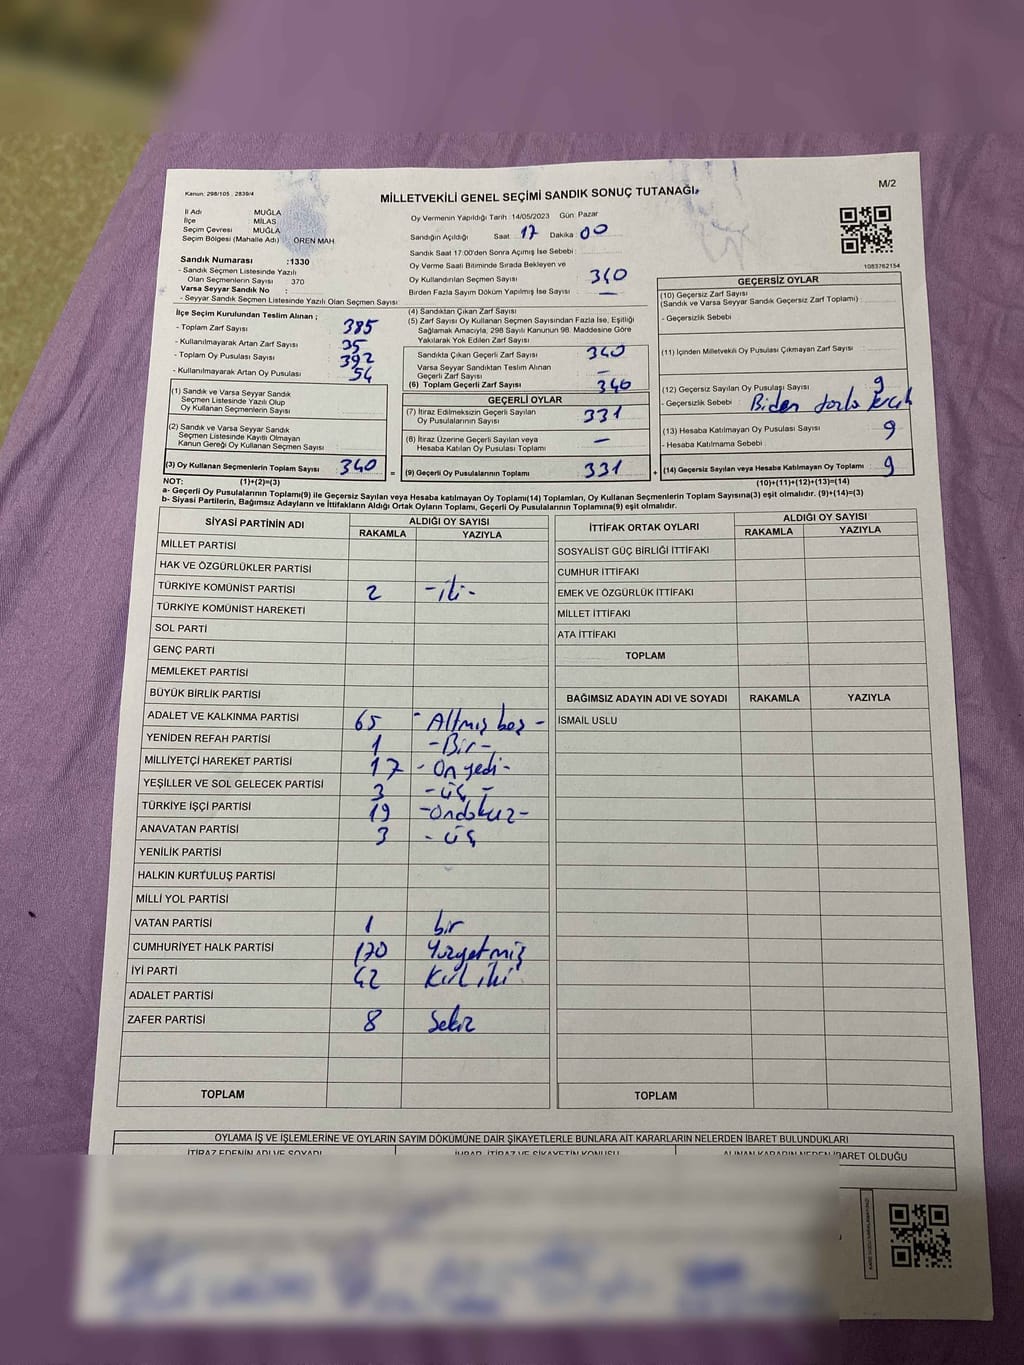 Kanun: 298/105 , 2839/4
MİLLETVEKİLİ GENEL SEÇİMİ SANDIK SONUÇ TUTANAĞI
M/2
İl Adı MUĞLA
İlçe MİLAS
Seçim Çevresi MUĞLA
Seçim Bölgesi (Mahalle Adı) ÖREN MAH
Sandık Numarası :1330
- Sandık Seçmen Listesinde Yazılı
Olan Seçmenlerin Sayısı 370
Varsa Seyyar Sandık No :
- Seyyar Sandık Seçmen Listesinde Yazılı Olan Seçmen Sayısı
Oy Vermenin Yapıldığı Tarih :14/05/2023 Gün: Pazar
Sandığın Açıldığı Saat 17 Dakika 00
Sandık Saat 17:00'den Sonra Açımış İse Sebebi :
Oy Verme Saati Bitiminde Sırada Bekleyen ve
Oy Kullandırılan Seçmen Sayısı 340
Birden Fazla Sayım Döküm Yapılmış İse Sayısı —
1083762154
İlçe Seçim Kurulundan Teslim Alınan ;
- Toplam Zarf Sayısı 385
- Kullanılmayarak Artan Zarf Sayısı 35
- Toplam Oy Pusulası Sayısı 392
- Kullanılmayarak Artan Oy Pusulası 54
(1) Sandık ve Varsa Seyyar Sandık
Seçmen Listesinde Yazılı Olup
Oy Kullanan Seçmenlerin Sayısı
(2) Sandık ve Varsa Seyyar Sandık
Seçmen Listesinde Kayıtlı Olmayan
Kanun Gereği Oy Kullanan Seçmen Sayısı
(3) Oy Kullanan Seçmenlerin Toplam Sayısı 340 =
(4) Sandıktan Çıkan Zarf Sayısı
(5) Zarf Sayısı Oy Kullanan Seçmen Sayısından Fazla İse, Eşitliği
Sağlamak Amacıyla, 298 Sayılı Kanunun 98. Maddesine Göre
Yakılarak Yok Edilen Zarf Sayısı
Sandıkta Çıkan Geçerli Zarf Sayısı 340
Varsa Seyyar Sandıktan Teslim Alınan
Geçerli Zarf Sayısı —
(6) Toplam Geçerli Zarf Sayısı 340
GEÇERLİ OYLAR
(7) İtiraz Edilmeksizin Geçerli Sayılan
Oy Pusulalarının Sayısı 331
(8) İtiraz Üzerine Geçerli Sayılan veya
Hesaba Katılan Oy Pusulası Toplamı —
(9) Geçerli Oy Pusulalarının Toplamı 331 +
GEÇERSİZ OYLAR
(10) Geçersiz Zarf Sayısı
(Sandık ve Varsa Seyyar Sandık Geçersiz Zarf Toplamı) :
- Geçersizlik Sebebi :
(11) İçinden Milletvekili Oy Pusulası Çıkmayan Zarf Sayısı
(12) Geçersiz Sayılan Oy Pusulası Sayısı 9
- Geçersizlik Sebebi : Biden fazla
(13) Hesaba Katılmayan Oy Pusulası Sayısı 9
- Hesaba Katılmama Sebebi :
(14) Geçersiz Sayılan veya Hesaba Katılmayan Oy Toplamı 9
NOT: (1)+(2)=(3) (10)+(11)+(12)+(13)=(14)
a- Geçerli Oy Pusulalarının Toplamı(9) ile Geçersiz Sayılan veya Hesaba katılmayan Oy Toplamı(14) Toplamları, Oy Kullanan Seçmenlerin Toplam Sayısına(3) eşit olmalıdır. (9)+(14)=(3)
b- Siyasi Partilerin, Bağımsız Adayların ve İttifakların Aldığı Ortak Oyların Toplamı, Geçerli Oy Pusulalarının Toplamına(9) eşit olmalıdır.
SİYASİ PARTİNİN ADI ALDIĞI OY SAYISI
RAKAMLA YAZIYLA
MİLLET PARTİSİ
HAK VE ÖZGÜRLÜKLER PARTİSİ
TÜRKİYE KOMÜNİST PARTİSİ 2 -iki-
TÜRKİYE KOMÜNİST HAREKETİ
SOL PARTİ
GENÇ PARTİ
MEMLEKET PARTİSİ
BÜYÜK BİRLİK PARTİSİ
ADALET VE KALKINMA PARTİSİ 65 - Altmış beş -
YENİDEN REFAH PARTİSİ 1 -Bir-
MİLLİYETÇİ HAREKET PARTİSİ 17 - On yedi-
YEŞİLLER VE SOL GELECEK PARTİSİ 3 - üç -
TÜRKİYE İŞÇİ PARTİSİ 19 -Ondokuz-
ANAVATAN PARTİSİ 3 - üç
YENİLİK PARTİSİ
HALKIN KURTULUŞ PARTİSİ
MİLLİ YOL PARTİSİ
VATAN PARTİSİ 1 bir
CUMHURİYET HALK PARTİSİ 170 Yüzyetmiş
İYİ PARTİ 42 Kırk iki
ADALET PARTİSİ
ZAFER PARTİSİ 8 Sekiz
TOPLAM
İTTİFAK ORTAK OYLARI ALDIĞI OY SAYISI
RAKAMLA YAZIYLA
SOSYALİST GÜÇ BİRLİĞİ İTTİFAKI
CUMHUR İTTİFAKI
EMEK VE ÖZGÜRLÜK İTTİFAKI
MİLLET İTTİFAKI
ATA İTTİFAKI
TOPLAM
BAĞIMSIZ ADAYIN ADI VE SOYADI RAKAMLA YAZIYLA
İSMAİL USLU
TOPLAM
OYLAMA İŞ VE İŞLEMLERİNE VE OYLARIN SAYIM DÖKÜMÜNE DAİR ŞİKAYETLERLE BUNLARA AİT KARARLARIN NELERDEN İBARET BULUNDUKLARI
İTİRAZ EDENİN ADI VE SOYADI İHBAR, İTİRAZ VE ŞİKAYETİN KONUSU ALINAN KARARIN NEDEN İBARET OLDUĞU